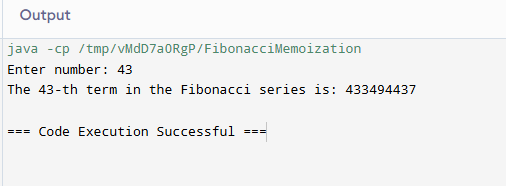 Output
java -cp /tmp/vMdD7a0RgP/FibonacciMemoization
Enter number: 43
The 43-th term in the Fibonacci series is: 433494437
=== Code Execution Successful ===